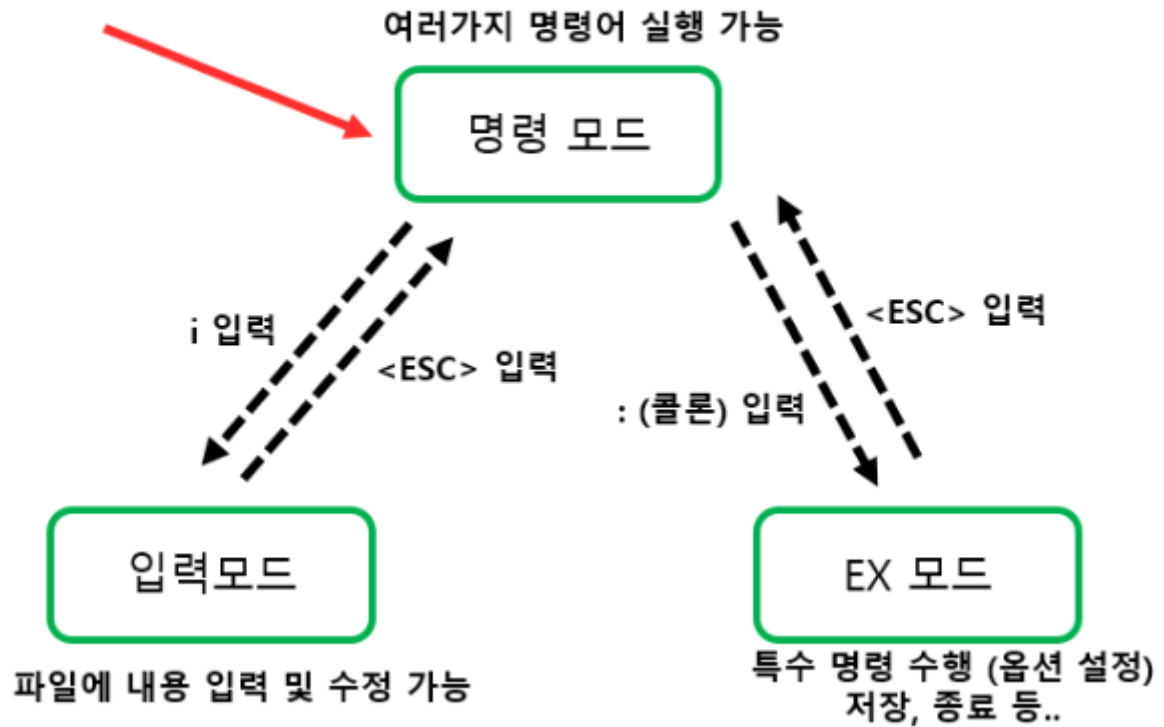 여러가지 명령어 실행 가능
명령 모드
i 입력
<ESC> 입력
<ESC> 입력
: (콜론) 입력
입력모드
EX 모드
파일에 내용 입력 및 수정 가능
특수 명령 수행 (옵션 설정)
저장, 종료 등..